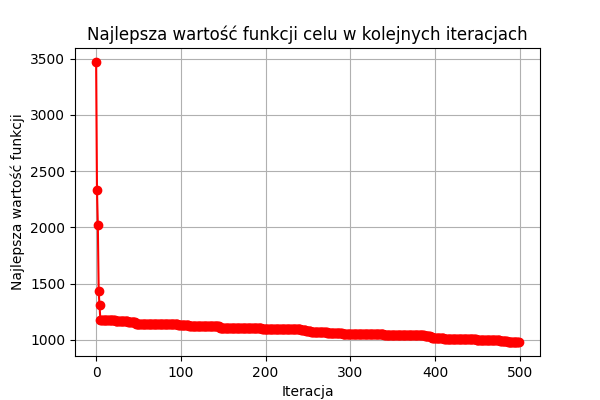 Najlepsza wartość funkcji celu w kolejnych iteracjach
3500
3000
2500
2000
1500
1000
Najlepsza wartość funkcji
0 100 200 300 400 500
Iteracja